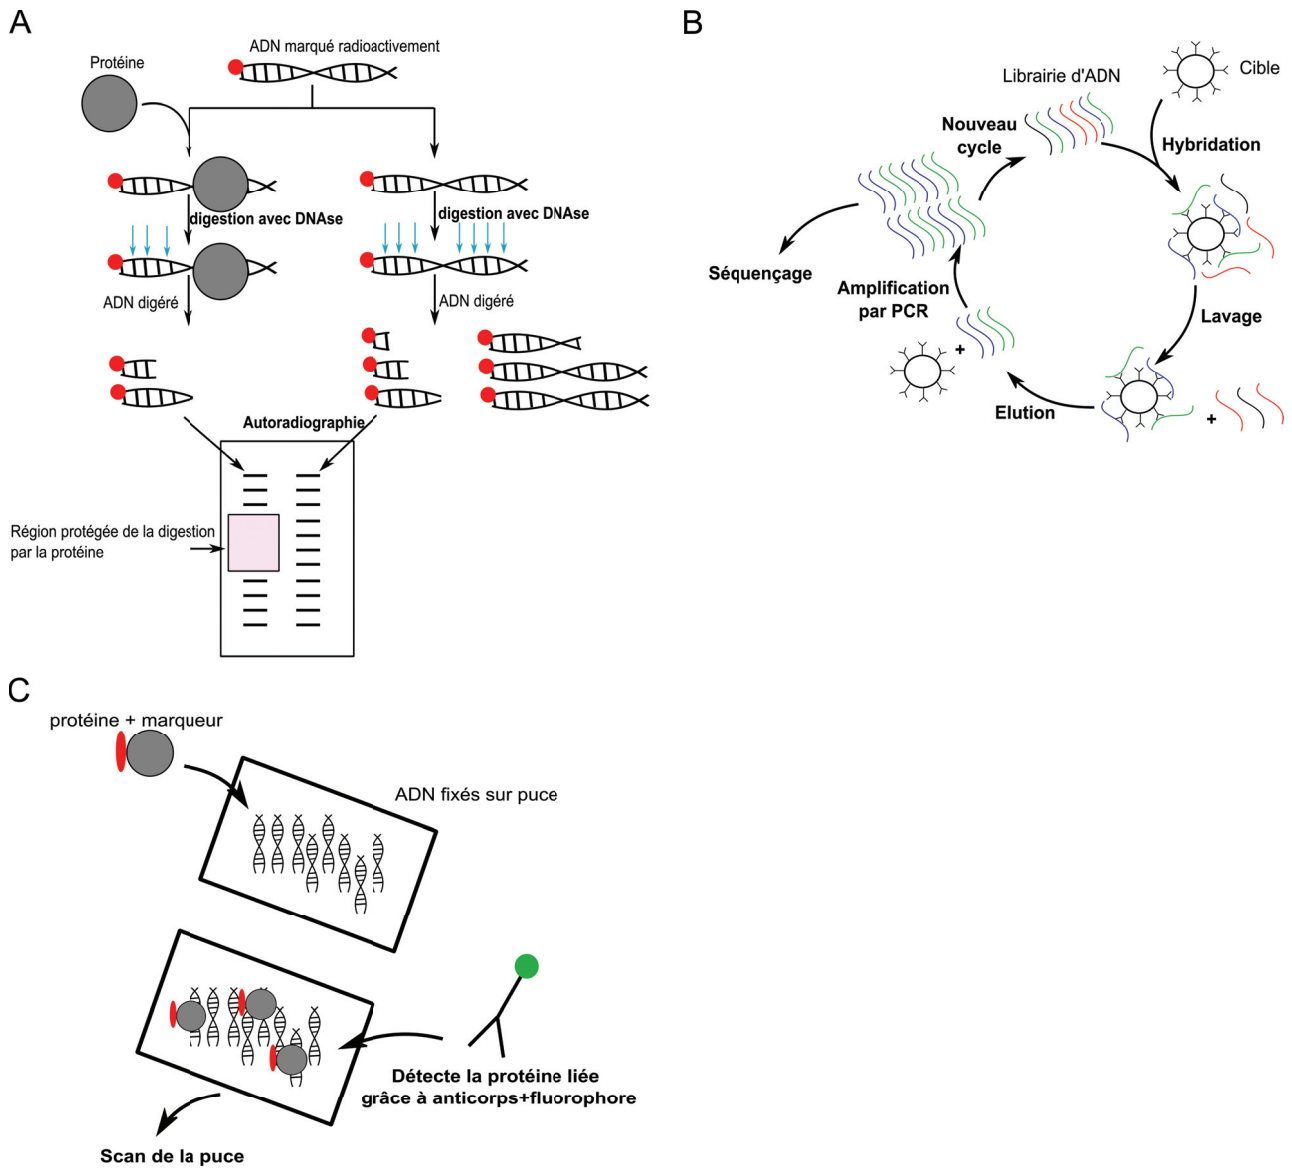 A
ADN marqué radioactivement
Protéine
digestion avec DNAse
digestion avec DNAse
ADN digéré
ADN digéré
Autoradiographie
Région protégée de la digestion
par la protéine
B
Librairie d'ADN
Cible
Nouveau
cycle
Hybridation
Séquençage
Amplification
par PCR
Lavage
+
Elution
+
C
protéine + marqueur
ADN fixés sur puce
Détecte la protéine liée
grâce à anticorps+fluorophore
Scan de la puce